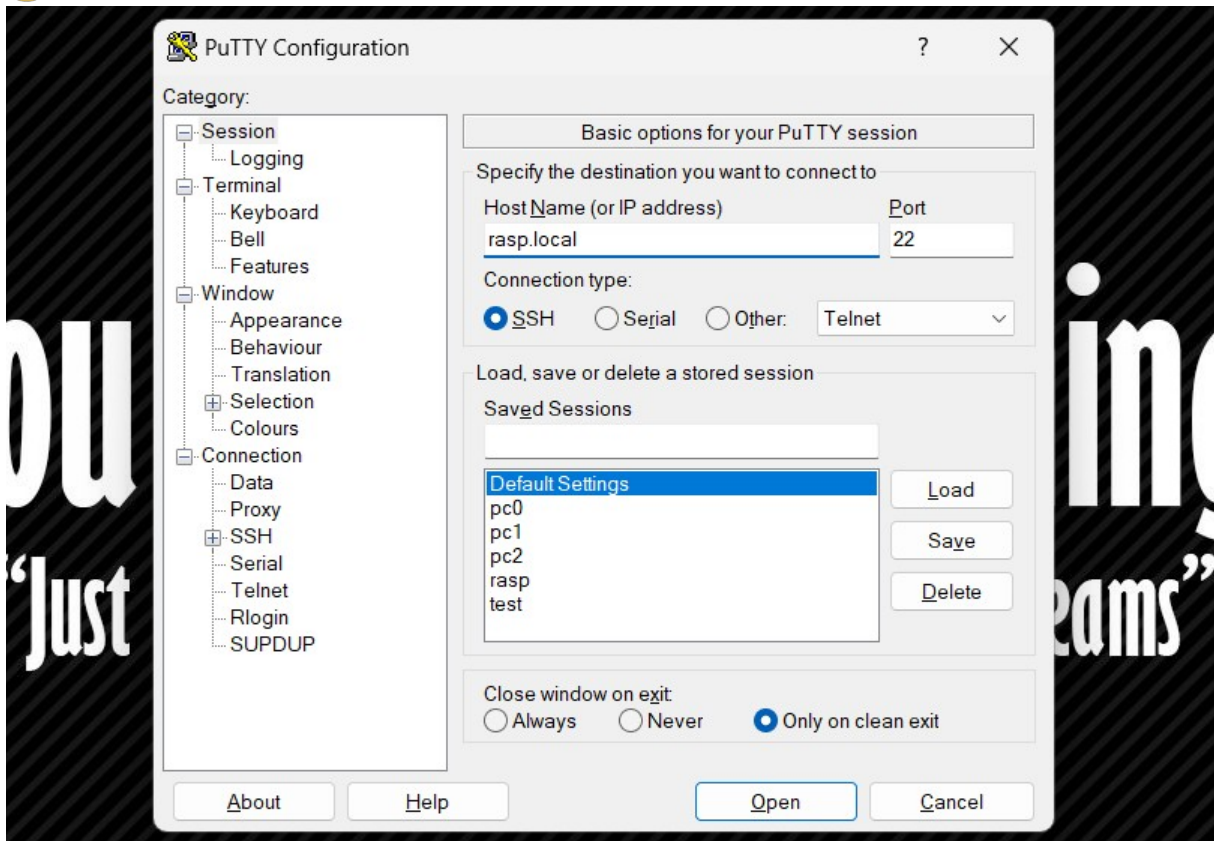 PuTTY Configuration ?
Category:
Session
Logging
Terminal
Keyboard
Bell
Features
Window
Appearance
Behaviour
Translation
Selection
Colours
Connection
Data
Proxy
SSH
Serial
Telnet
Rlogin
SUPDUP
Basic options for your PuTTY session
Specify the destination you want to connect to
Host Name (or IP address) Port
rasp.local 22
Connection type:
SSH Serial Other: Telnet
Load, save or delete a stored session
Saved Sessions
Default Settings
pc0
pc1
pc2
rasp
test
Load
Save
Delete
Close window on exit:
Always Never Only on clean exit
About Help Open Cancel
ou ing
“Just eams”